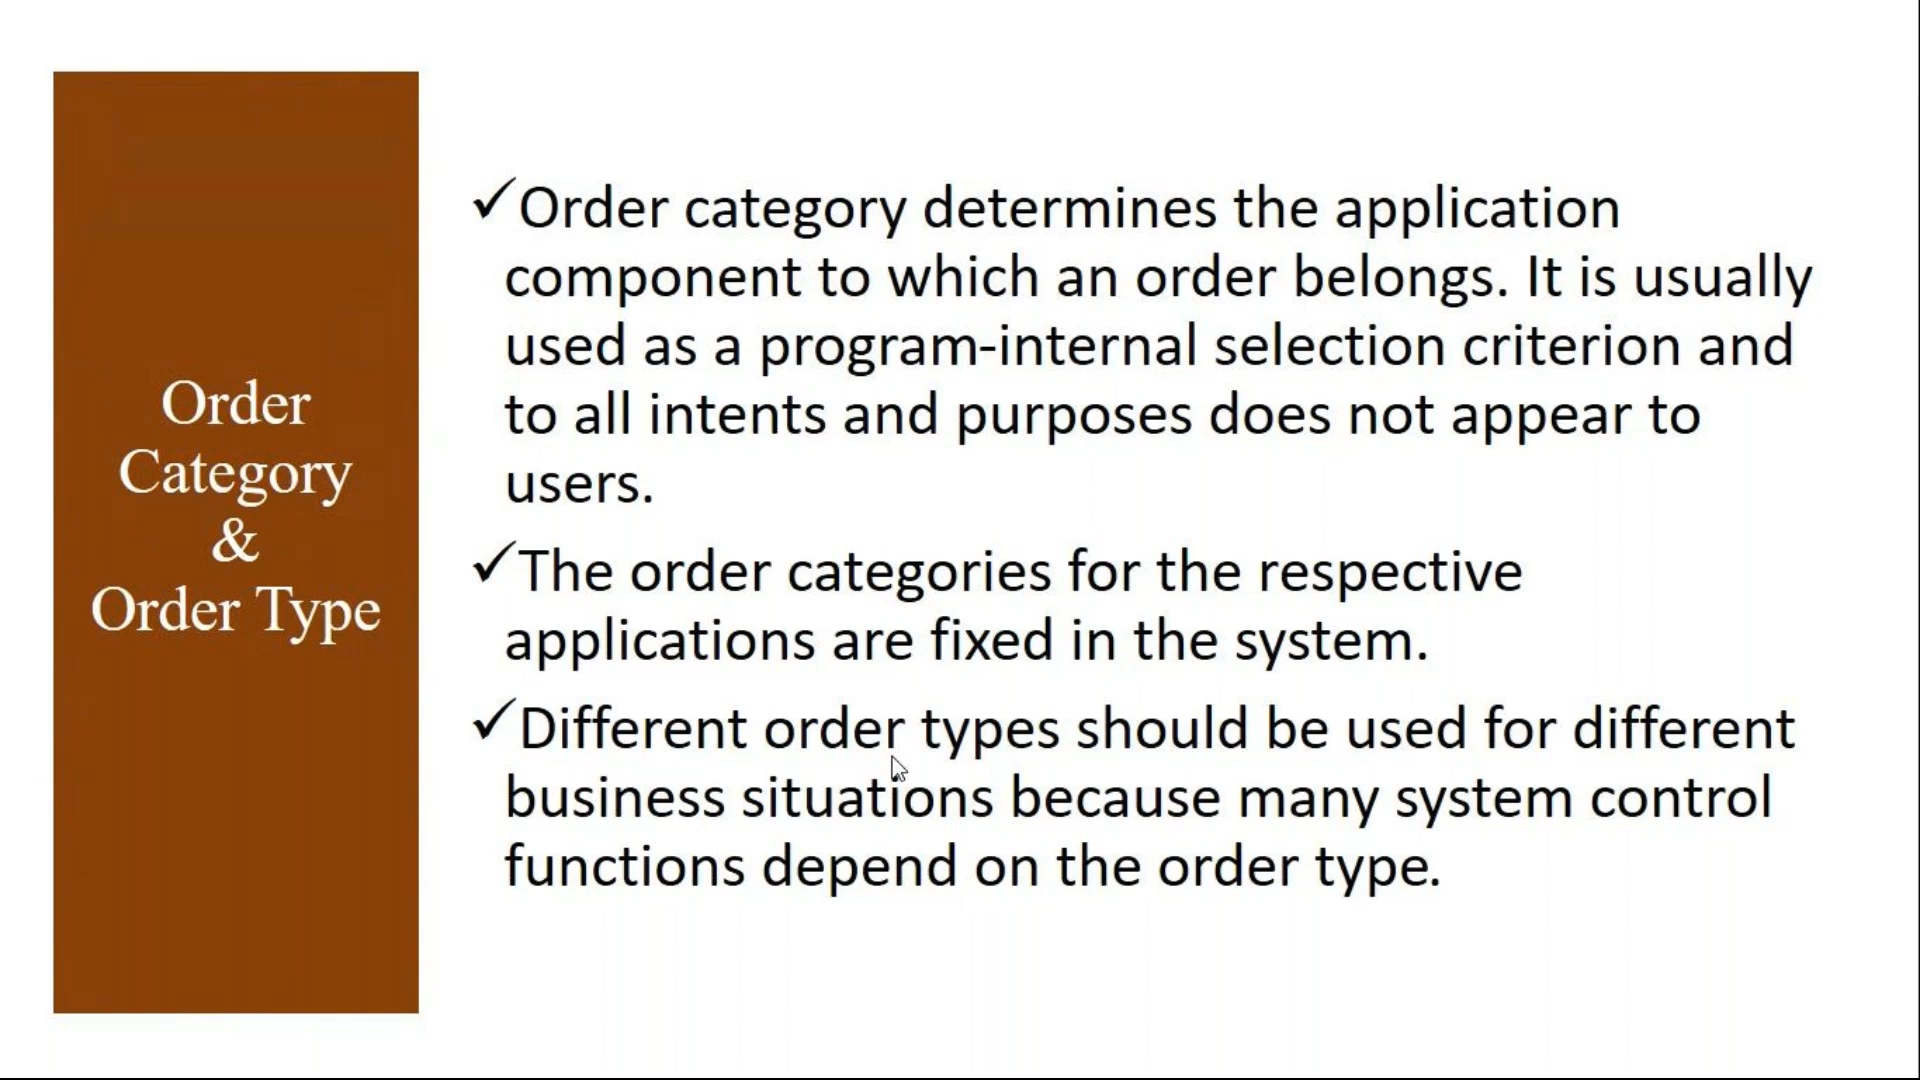 Order
Category
&
Order Type
✓Order category determines the application
component to which an order belongs. It is usually
used as a program-internal selection criterion and
to all intents and purposes does not appear to
users.
✓The order categories for the respective
applications are fixed in the system.
✓Different order types should be used for different
business situations because many system control
functions depend on the order type.